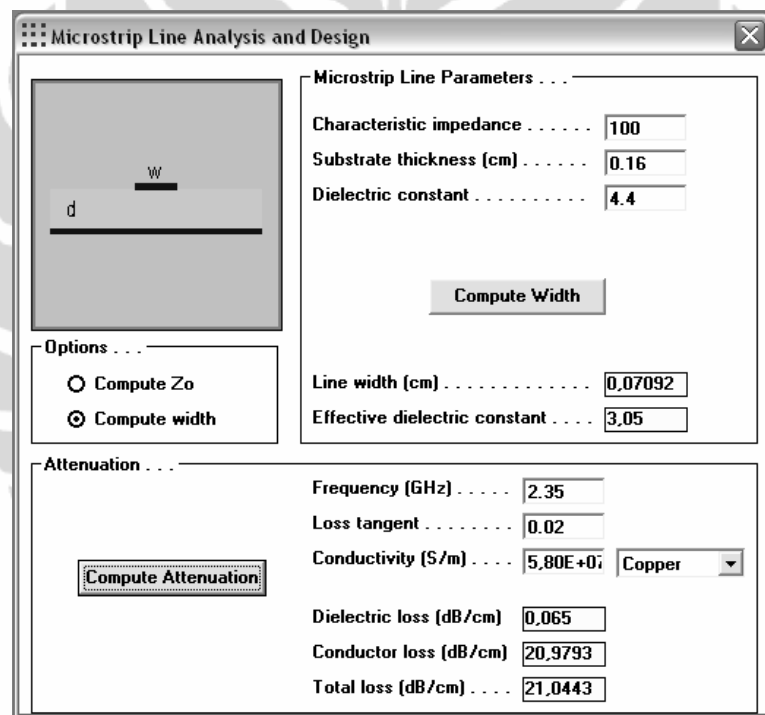 Microstrip Line Analysis and Design
w
d
Options . . .
Compute Zo
Compute width
Microstrip Line Parameters . . .
Characteristic impedance . . . . . . 100
Substrate thickness (cm) . . . . . . 0.16
Dielectric constant . . . . . . . . . . 4.4
Compute Width
Line width (cm) . . . . . . . . . . . . . 0,07092
Effective dielectric constant . . . . 3,05
Attenuation . . .
Compute Attenuation
Frequency (GHz) . . . . . 2.35
Loss tangent . . . . . . . . 0.02
Conductivity (S/m) . . . . 5,80E+07 Copper
Dielectric loss (dB/cm) 0,065
Conductor loss (dB/cm) 20,9793
Total loss (dB/cm) . . . . 21,0443